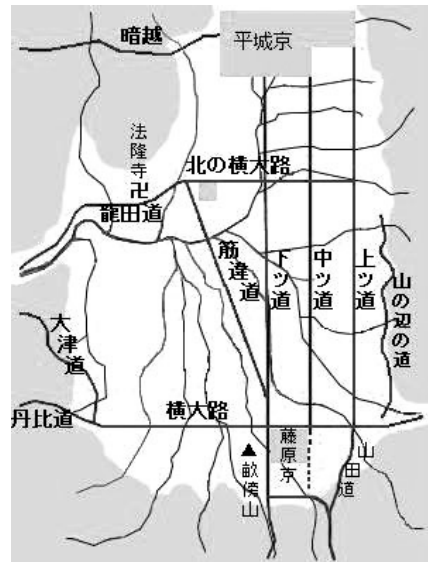 暗越
平城京
法隆寺
卍
北の横大路
龍田道
筋違道
下ツ道
中ツ道
上ツ道
山の辺の道
大津道
丹比道
横大路
畝傍山
藤原京
山田道